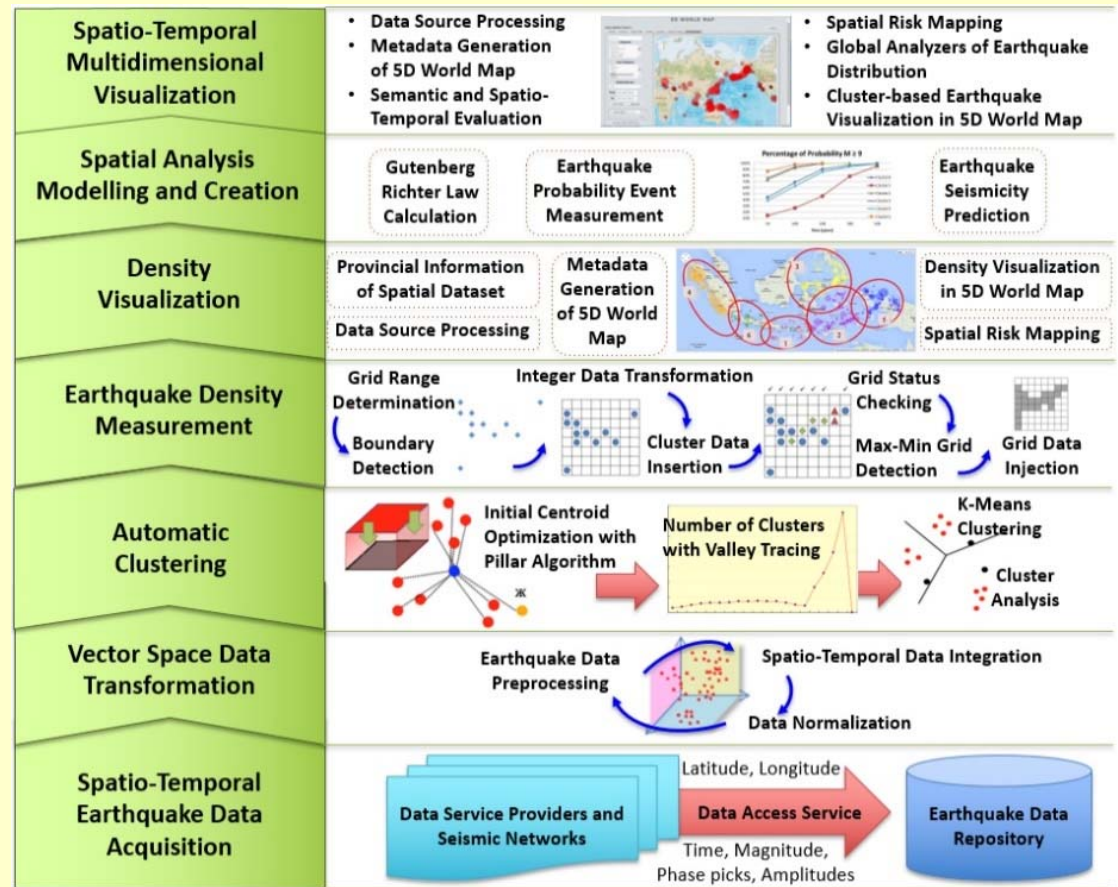 Spatio-Temporal
Multidimensional
Visualization
• Data Source Processing
• Metadata Generation
of 5D World Map
• Semantic and Spatio-
Temporal Evaluation
5D WORLD MAP
• Spatial Risk Mapping
• Global Analyzers of Earthquake
Distribution
• Cluster-based Earthquake
Visualization in 5D World Map
Spatial Analysis
Modelling and Creation
Gutenberg
Richter Law
Calculation
Earthquake
Probability Event
Measurement
Percentage of Probability M ≥ 9
Earthquake
Seismicity
Prediction
Density
Visualization
Provincial Information
of Spatial Dataset
Data Source Processing
Metadata
Generation
of 5D World
Map
Density Visualization
in 5D World Map
Spatial Risk Mapping
Earthquake Density
Measurement
Grid Range
Determination
Boundary
Detection
Integer Data Transformation
Cluster Data
Insertion
Grid Status
Checking
Max-Min Grid
Detection
Grid Data
Injection
Automatic
Clustering
Initial Centroid
Optimization with
Pillar Algorithm
Ж
Number of Clusters
with Valley Tracing
K-Means
Clustering
Cluster
Analysis
Vector Space Data
Transformation
Earthquake Data
Preprocessing
Spatio-Temporal Data Integration
Data Normalization
Spatio-Temporal
Earthquake Data
Acquisition
Data Service Providers and
Seismic Networks
Latitude, Longitude
Data Access Service
Time, Magnitude,
Phase picks, Amplitudes
Earthquake Data
Repository